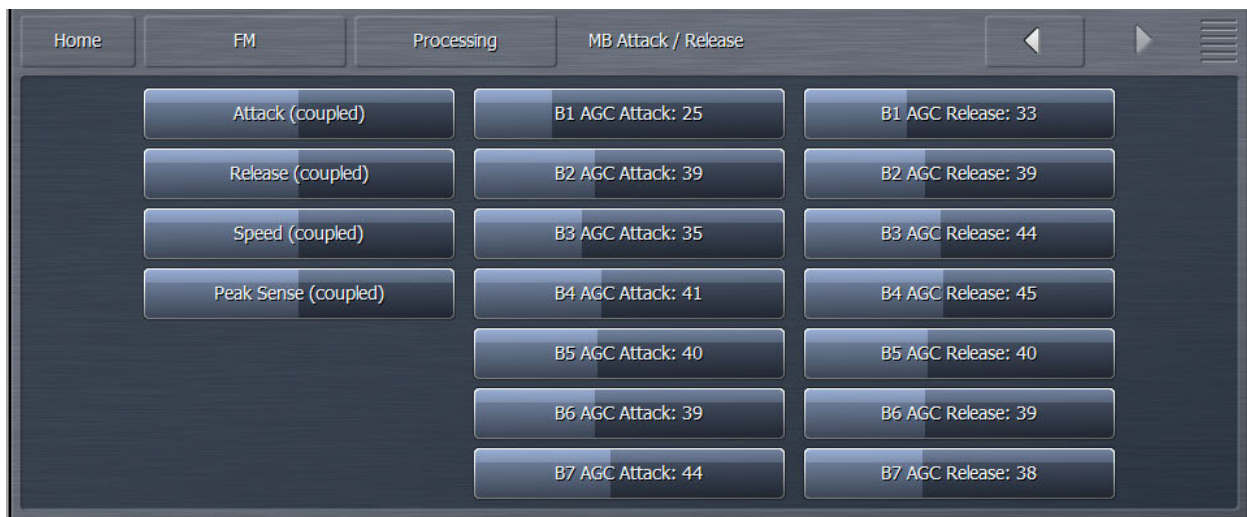 Home FM Processing MB Attack / Release
Attack (coupled) B1 AGC Attack: 25 B1 AGC Release: 33
Release (coupled) B2 AGC Attack: 39 B2 AGC Release: 39
Speed (coupled) B3 AGC Attack: 35 B3 AGC Release: 44
Peak Sense (coupled) B4 AGC Attack: 41 B4 AGC Release: 45
B5 AGC Attack: 40 B5 AGC Release: 40
B6 AGC Attack: 39 B6 AGC Release: 39
B7 AGC Attack: 44 B7 AGC Release: 38